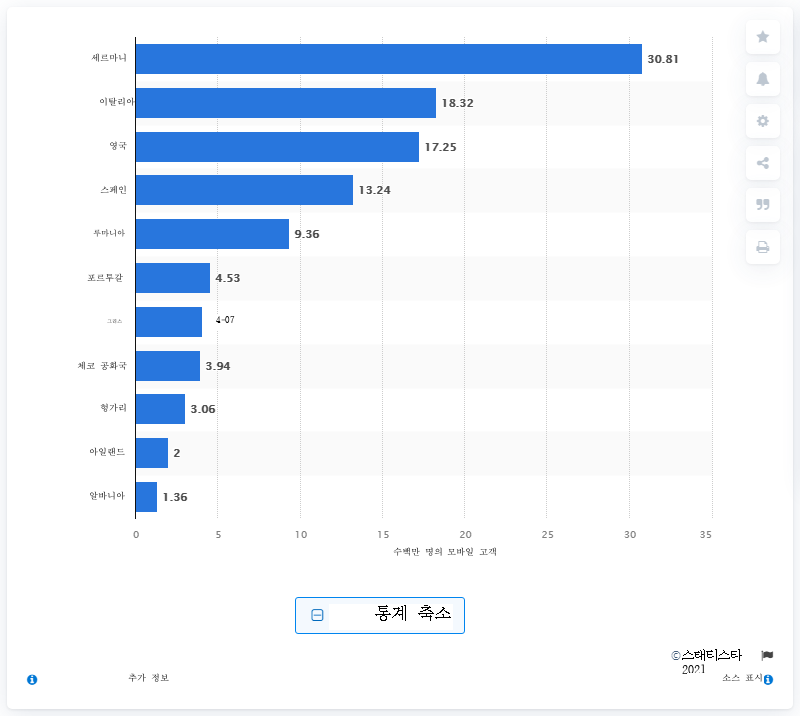 세르마니
30.81
이탈리아
18.32
영국
17.25
스페인
13.24
루마니아
9.36
포르투갈
4.53
그리스
4-07
체코 공화국
3.94
헝가리
3.06
아일랜드
2
알바니아
1.36
0 5 10 15 20 25 30 35
수백만 명의 모바일 고객
통계 축소
©스태티스타
2021
추가 정보
소스 표시